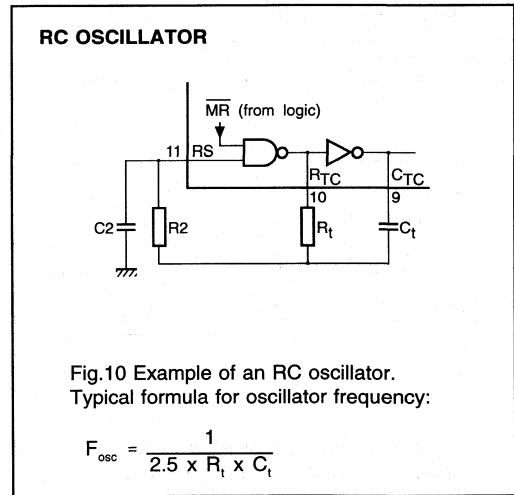 RC OSCILLATOR
MR (from logic)
11 RS
RTC
CTC
10
9
C2
R2
Rt
Ct
Fig.10 Example of an RC oscillator.
Typical formula for oscillator frequency:
Fosc = 1
2.5 x Rt x Ct